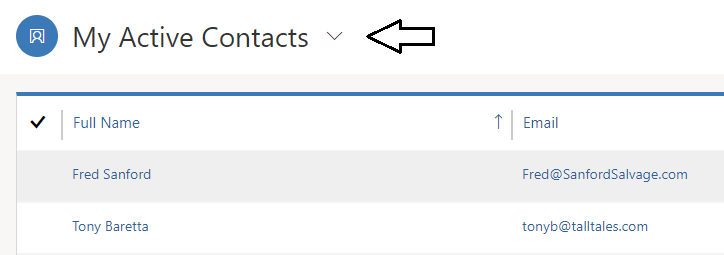 My Active Contacts
Full Name Email
Fred Sanford Fred@SanfordSalvage.com
Tony Baretta tonyb@talltales.com